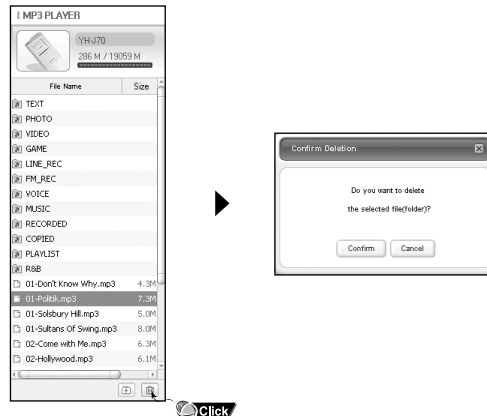 MP3 PLAYER
YH-J70
286 M / 19059 M
File Name Size
TEXT
PHOTO
VIDEO
GAME
LINE_REC
FM_REC
VOICE
MUSIC
RECORDED
COPIED
PLAYLIST
R&B
01-Don't Know Why.mp3 4.3M
01-Politik.mp3 7.3M
01-Solsbury Hill.mp3 5.0M
01-Sultans Of Swing.mp3 8.0M
02-Come with Me.mp3 6.3M
02-Hollywood.mp3 6.1M
Click
Confirm Deletion
Do you want to delete
the selected file(folder)?
Confirm Cancel